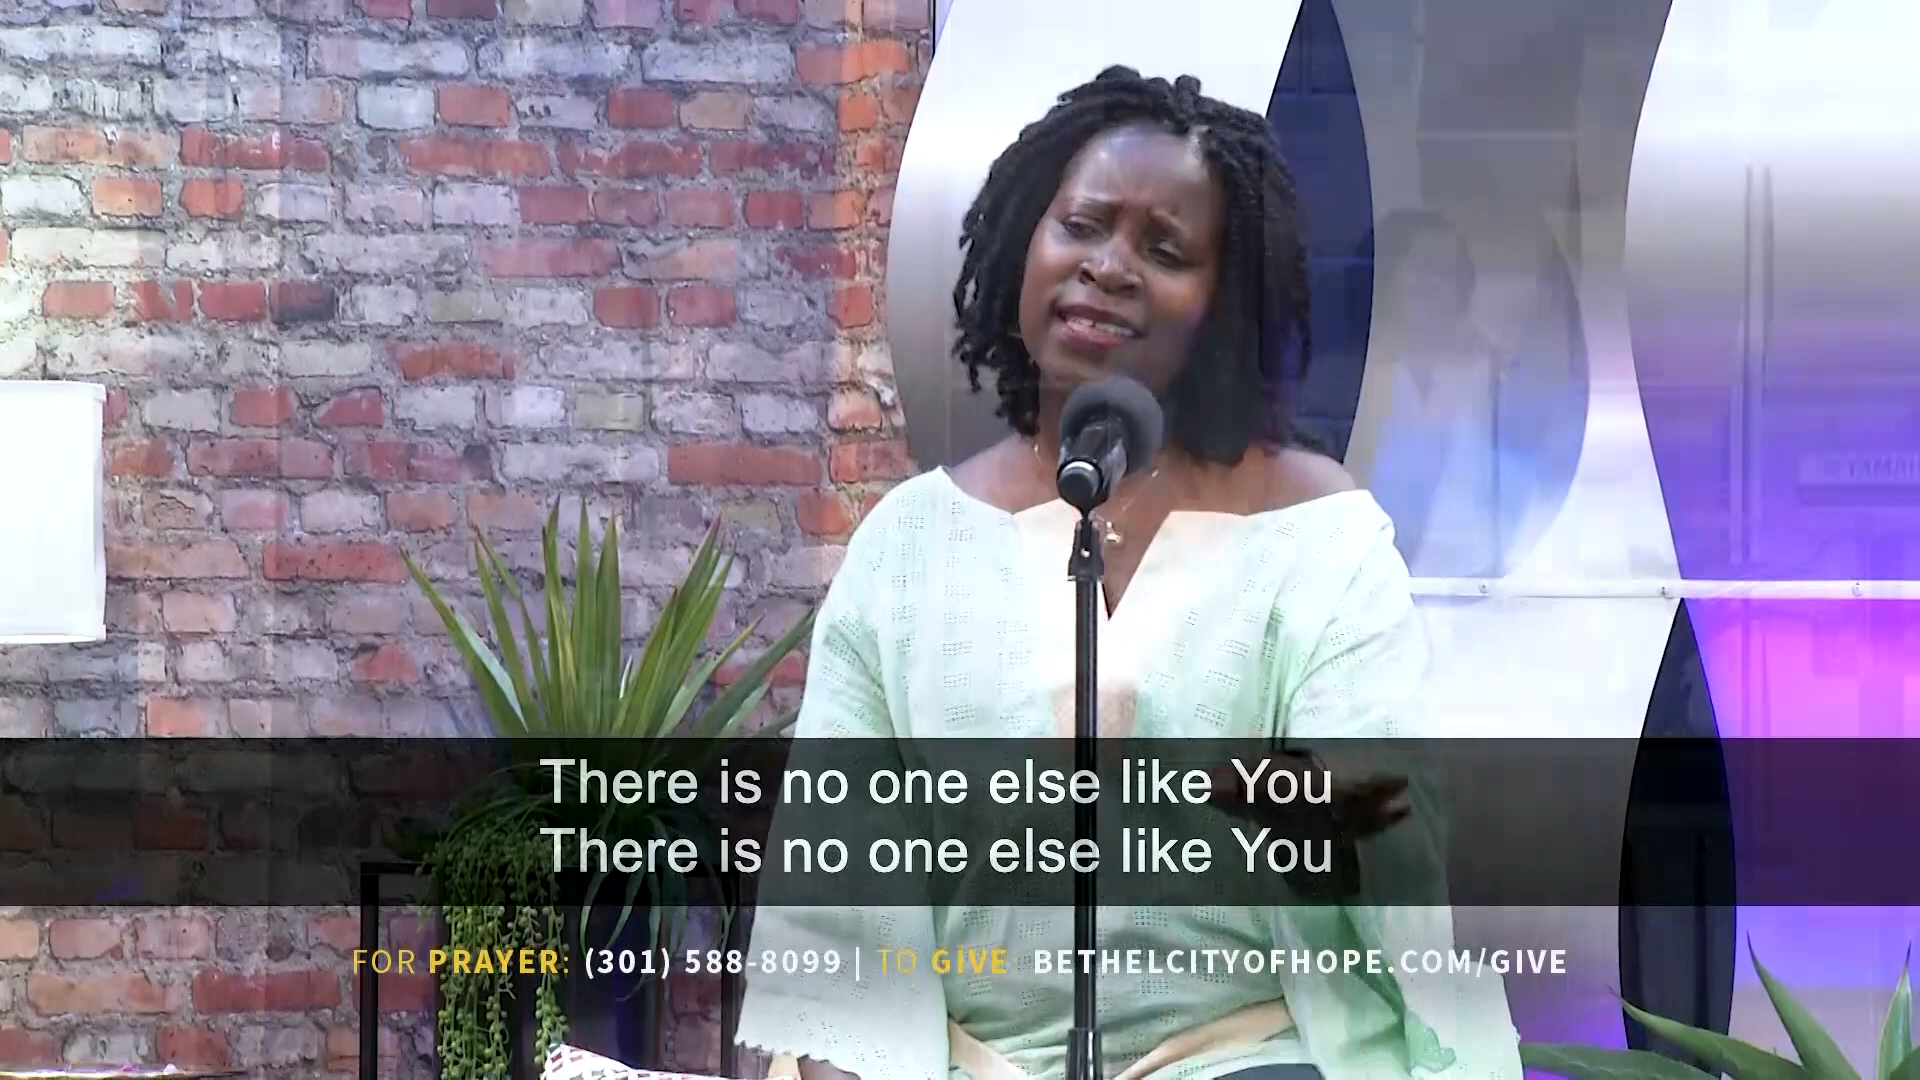 There is no one else like You
There is no one else like You
FOR PRAYER: (301) 588-8099 | TO GIVE BETHELCITYOFHOPE.COM/GIVE